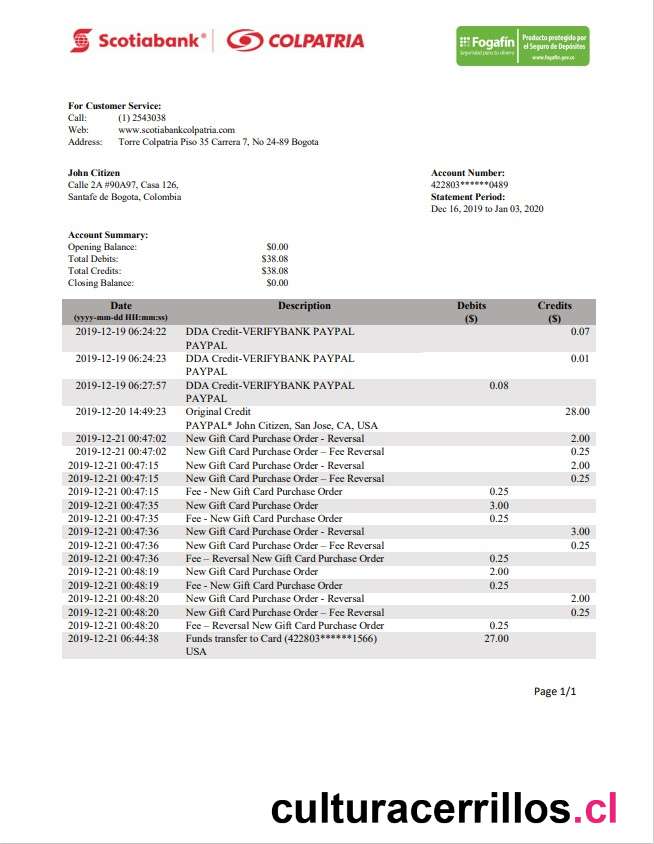 Scotiabank® | COLPATRIA
Fogafín
Seguridad para tu dinero
Producto protegido por
el Seguro de Depósitos
www.fogafin.gov.co
For Customer Service:
Call: (1) 2543038
Web: www.scotiabankcolpatria.com
Address: Torre Colpatria Piso 35 Carrera 7, No 24-89 Bogota
John Citizen
Calle 2A #90A97, Casa 126,
Santafe de Bogota, Colombia
Account Number:
422803******0489
Statement Period:
Dec 16, 2019 to Jan 03, 2020
Account Summary:
Opening Balance: $0.00
Total Debits: $38.08
Total Credits: $38.08
Closing Balance: $0.00
Date Description Debits Credits
(yyyy-mm-dd HH:mm:ss) ($) ($)
2019-12-19 06:24:22 DDA Credit-VERIFYBANK PAYPAL 0.07
PAYPAL
2019-12-19 06:24:23 DDA Credit-VERIFYBANK PAYPAL 0.01
PAYPAL
2019-12-19 06:27:57 DDA Credit-VERIFYBANK PAYPAL 0.08
PAYPAL
2019-12-20 14:49:23 Original Credit 28.00
PAYPAL* John Citizen, San Jose, CA, USA
2019-12-21 00:47:02 New Gift Card Purchase Order - Reversal 2.00
2019-12-21 00:47:02 New Gift Card Purchase Order – Fee Reversal 0.25
2019-12-21 00:47:15 New Gift Card Purchase Order - Reversal 2.00
2019-12-21 00:47:15 New Gift Card Purchase Order – Fee Reversal 0.25
2019-12-21 00:47:15 Fee - New Gift Card Purchase Order 0.25
2019-12-21 00:47:35 New Gift Card Purchase Order 3.00
2019-12-21 00:47:35 Fee - New Gift Card Purchase Order 0.25
2019-12-21 00:47:36 New Gift Card Purchase Order - Reversal 3.00
2019-12-21 00:47:36 New Gift Card Purchase Order – Fee Reversal 0.25
2019-12-21 00:47:36 Fee – Reversal New Gift Card Purchase Order 0.25
2019-12-21 00:48:19 New Gift Card Purchase Order 2.00
2019-12-21 00:48:19 Fee - New Gift Card Purchase Order 0.25
2019-12-21 00:48:20 New Gift Card Purchase Order - Reversal 2.00
2019-12-21 00:48:20 New Gift Card Purchase Order – Fee Reversal 0.25
2019-12-21 00:48:20 Fee – Reversal New Gift Card Purchase Order 0.25
2019-12-21 06:44:38 Funds transfer to Card (422803******1566) 27.00
USA
Page 1/1
culturacerrillos.cl